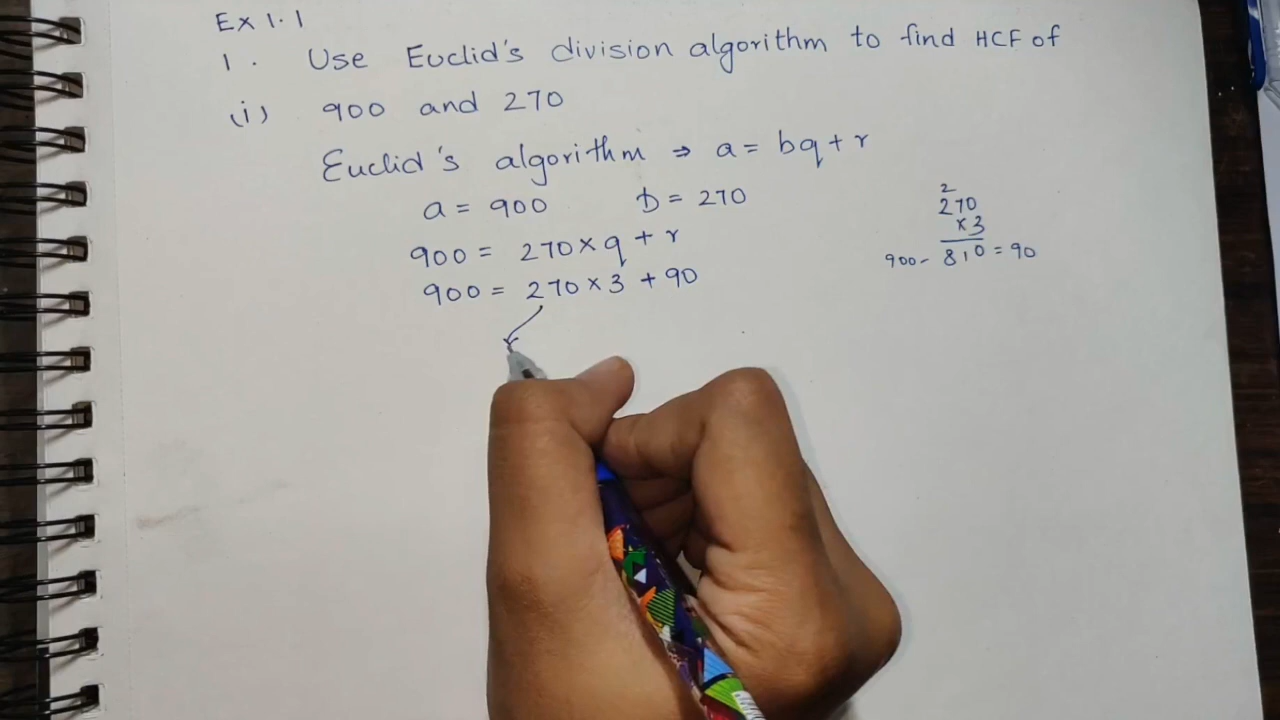 Ex 1.1
1. Use Euclid's division algorithm to find HCF of
(i) 900 and 270
Euclid's algorithm ⇒ a = bq + r
a = 900 b = 270
900 = 270 × q + r
900 = 270 × 3 + 90
2
270
×3
900 - 810 = 90